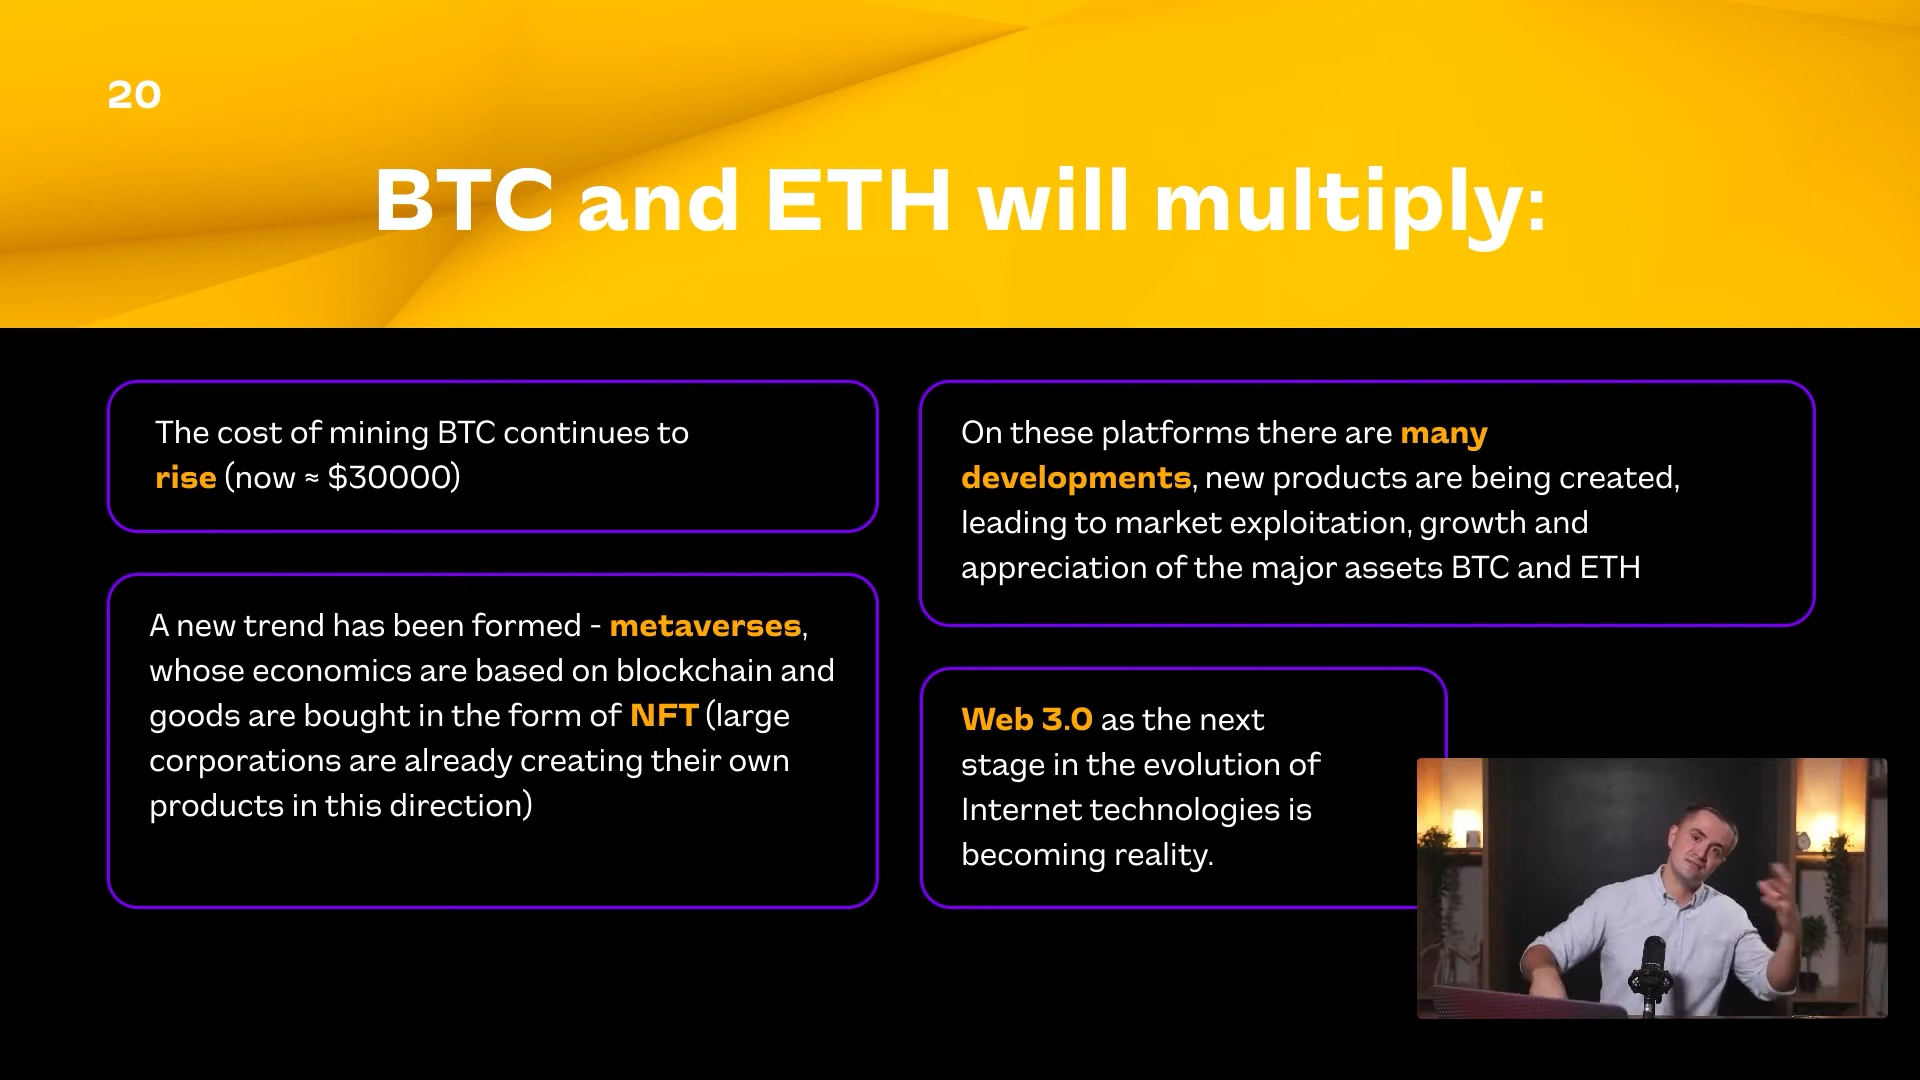 20
BTC and ETH will multiply:
The cost of mining BTC continues to
rise (now ≈ $30000)
A new trend has been formed - metaverses,
whose economics are based on blockchain and
goods are bought in the form of NFT (large
corporations are already creating their own
products in this direction)
On these platforms there are many
developments, new products are being created,
leading to market exploitation, growth and
appreciation of the major assets BTC and ETH
Web 3.0 as the next
stage in the evolution of
Internet technologies is
becoming reality.